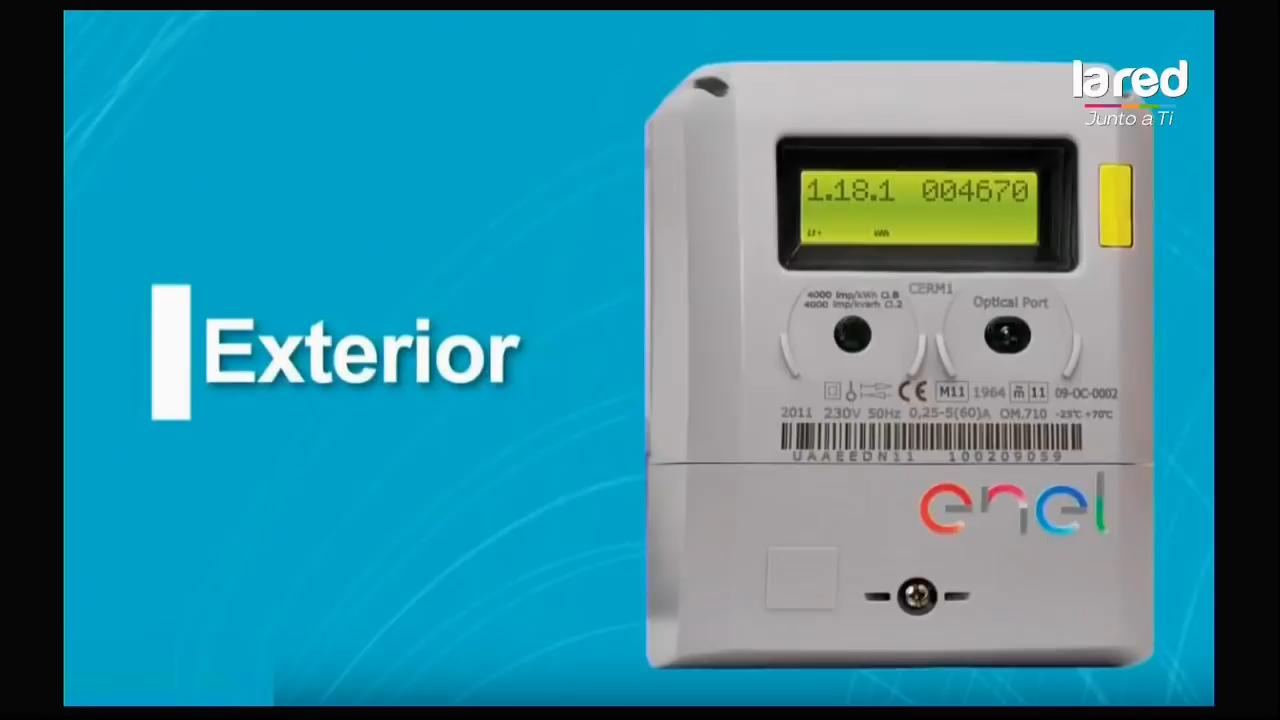 lared
Junto a Ti
1.18.1 004670
kWh
Exterior
4000 Imp/kWh Cl.B
4000 Imp/kvarh Cl.2
CERM1
Optical Port
CE M11 1964 m 11 09-OC-0002
2011 230V 50Hz 0,25-5(60)A OM.710 -25℃ +70℃
UAAEEDN11 100209059
enel